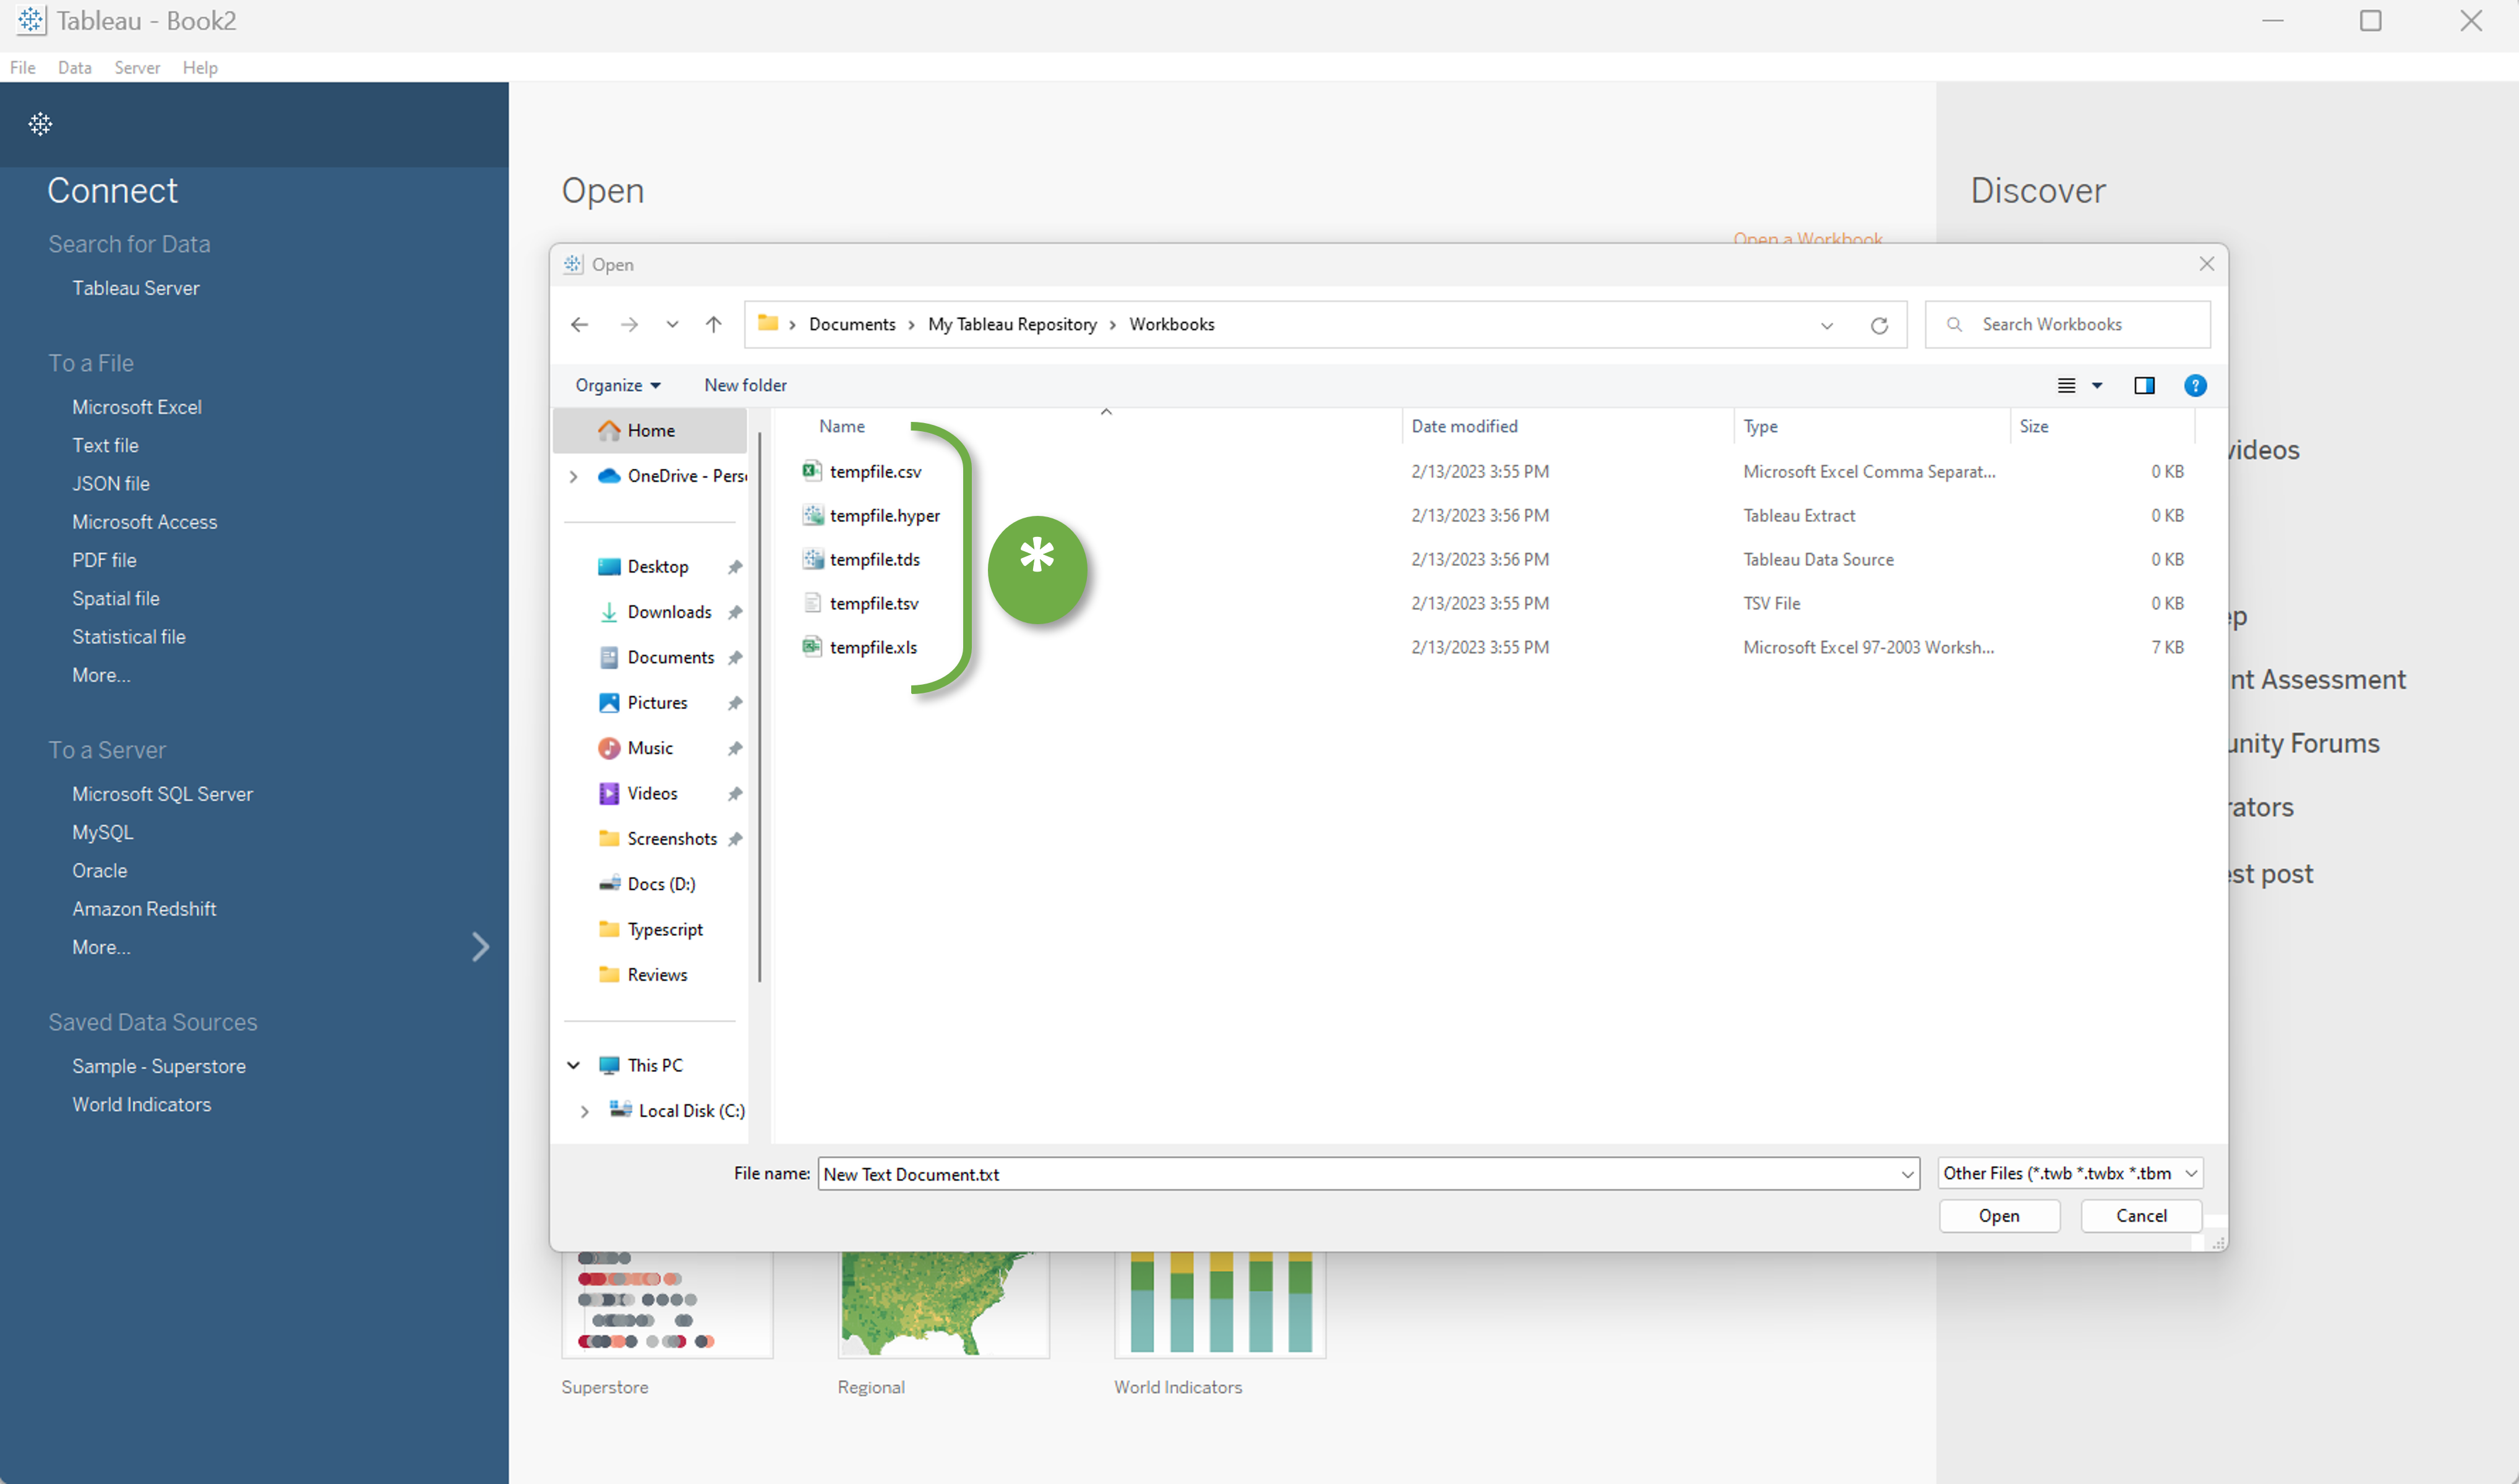 Tableau - Book2
File Data Server Help
Connect
Search for Data
Tableau Server
To a File
Microsoft Excel
Text file
JSON file
Microsoft Access
PDF file
Spatial file
Statistical file
More...
To a Server
Microsoft SQL Server
MySQL
Oracle
Amazon Redshift
More...
Saved Data Sources
Sample - Superstore
World Indicators
Open
Open a Workbook
Discover
Open
Documents > My Tableau Repository > Workbooks
Search Workbooks
Organize New folder
?
Home
OneDrive - Pers
Desktop
Downloads
Documents
Pictures
Music
Videos
Screenshots
Docs (D:)
Typescript
Reviews
This PC
Local Disk (C:)
Name Date modified Type Size
tempfile.csv 2/13/2023 3:55 PM Microsoft Excel Comma Separat... 0 KB
tempfile.hyper 2/13/2023 3:56 PM Tableau Extract 0 KB
tempfile.tds 2/13/2023 3:56 PM Tableau Data Source 0 KB
tempfile.tsv 2/13/2023 3:55 PM TSV File 0 KB
tempfile.xls 2/13/2023 3:55 PM Microsoft Excel 97-2003 Worksh... 7 KB
*
File name: New Text Document.txt
Other Files (*.twb *.twbx *.tbm
Open Cancel
videos
ep
nt Assessment
unity Forums
rators
est post
Superstore
Regional
World Indicators